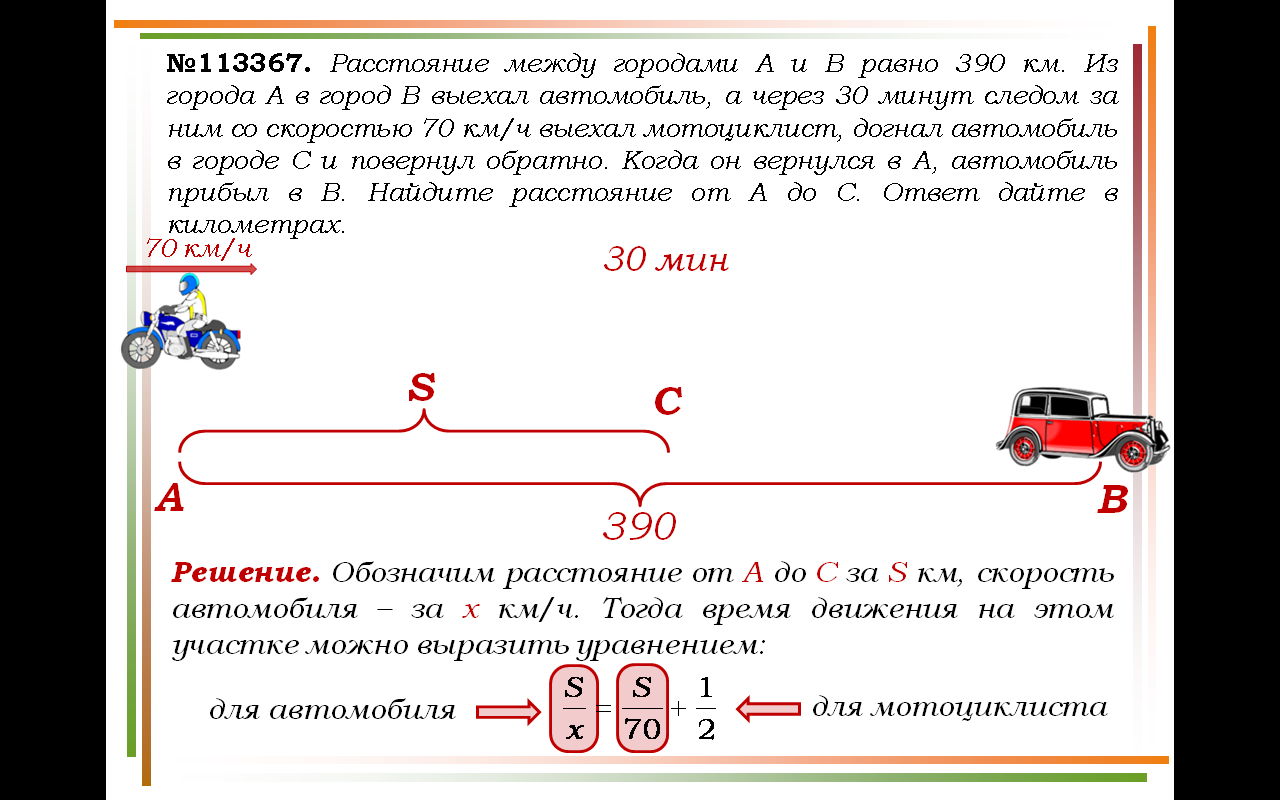 №113367. Расстояние между городами А и В равно 390 км. Из
города А в город В выехал автомобиль, а через 30 минут следом за
ним со скоростью 70 км/ч выехал мотоциклист, догнал автомобиль
в городе С и повернул обратно. Когда он вернулся в А, автомобиль
прибыл в В. Найдите расстояние от А до С. Ответ дайте в
километрах.
70 км/ч
30 мин
S
C
A
B
390
Решение. Обозначим расстояние от А до С за S км, скорость
автомобиля – за х км/ч. Тогда время движения на этом
участке можно выразить уравнением:
для автомобиля S/x = S/70 + 1/2 для мотоциклиста